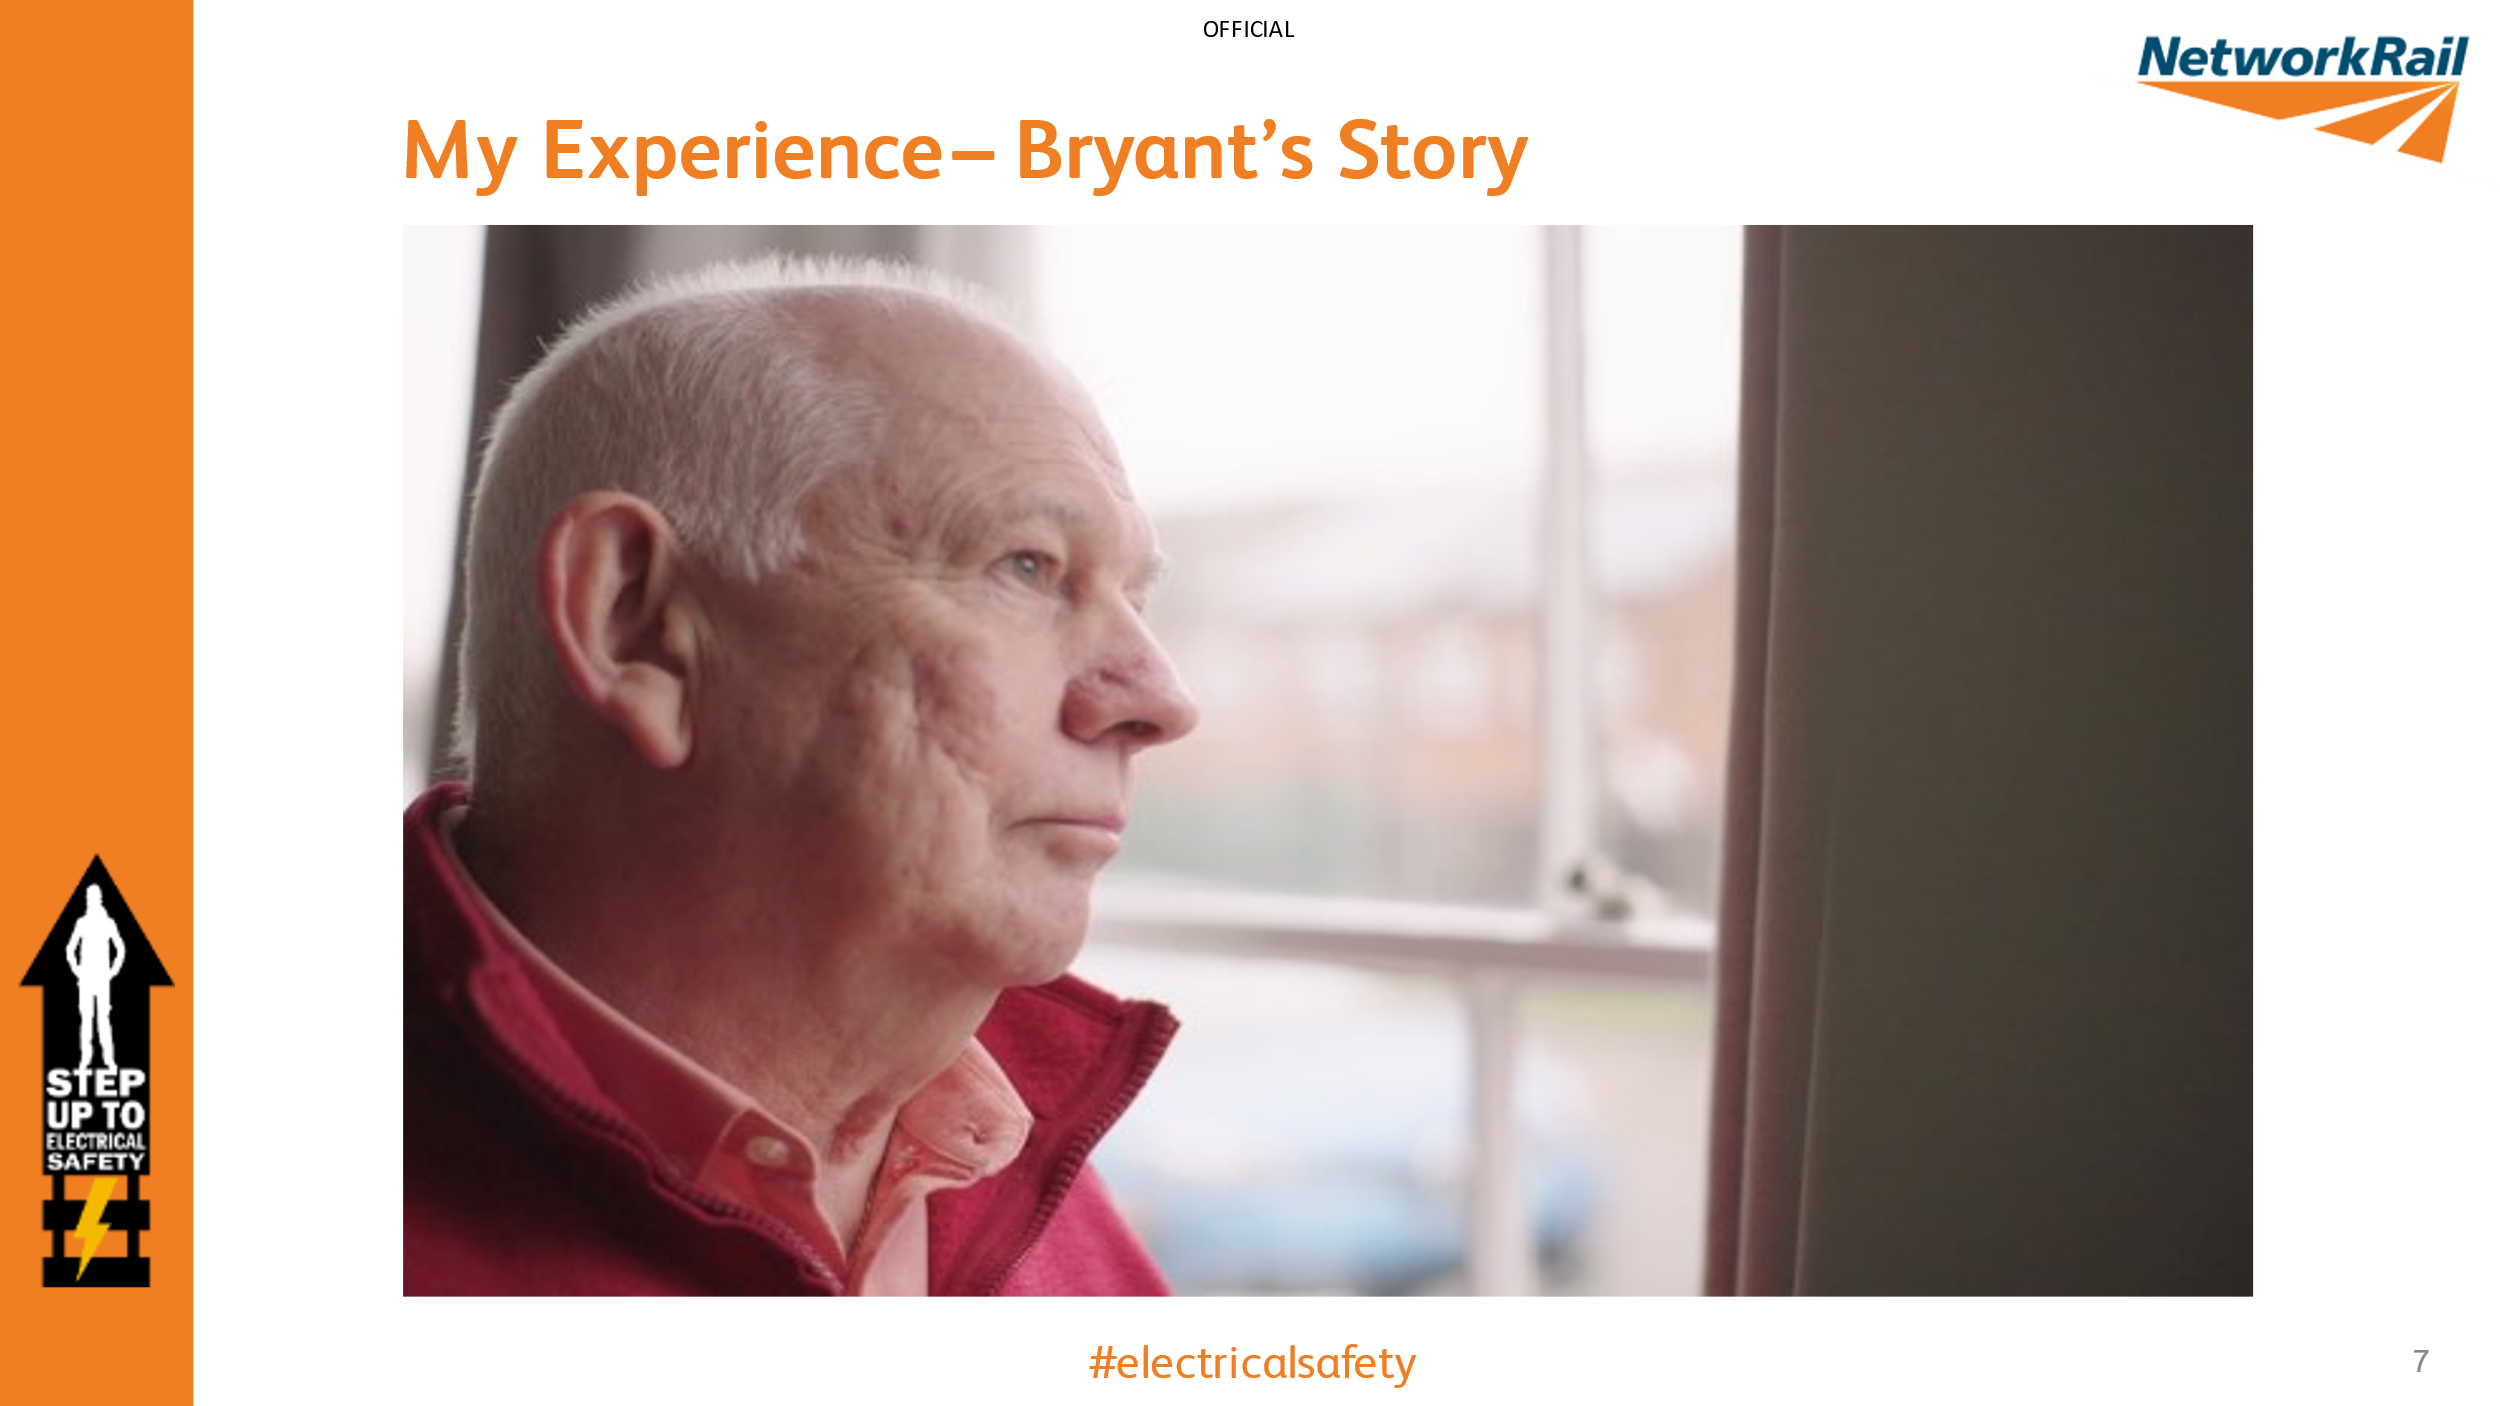 OFFICIAL
NetworkRail
My Experience– Bryant’s Story
STEP
UP TO
ELECTRICAL
SAFETY
#electricalsafety
7